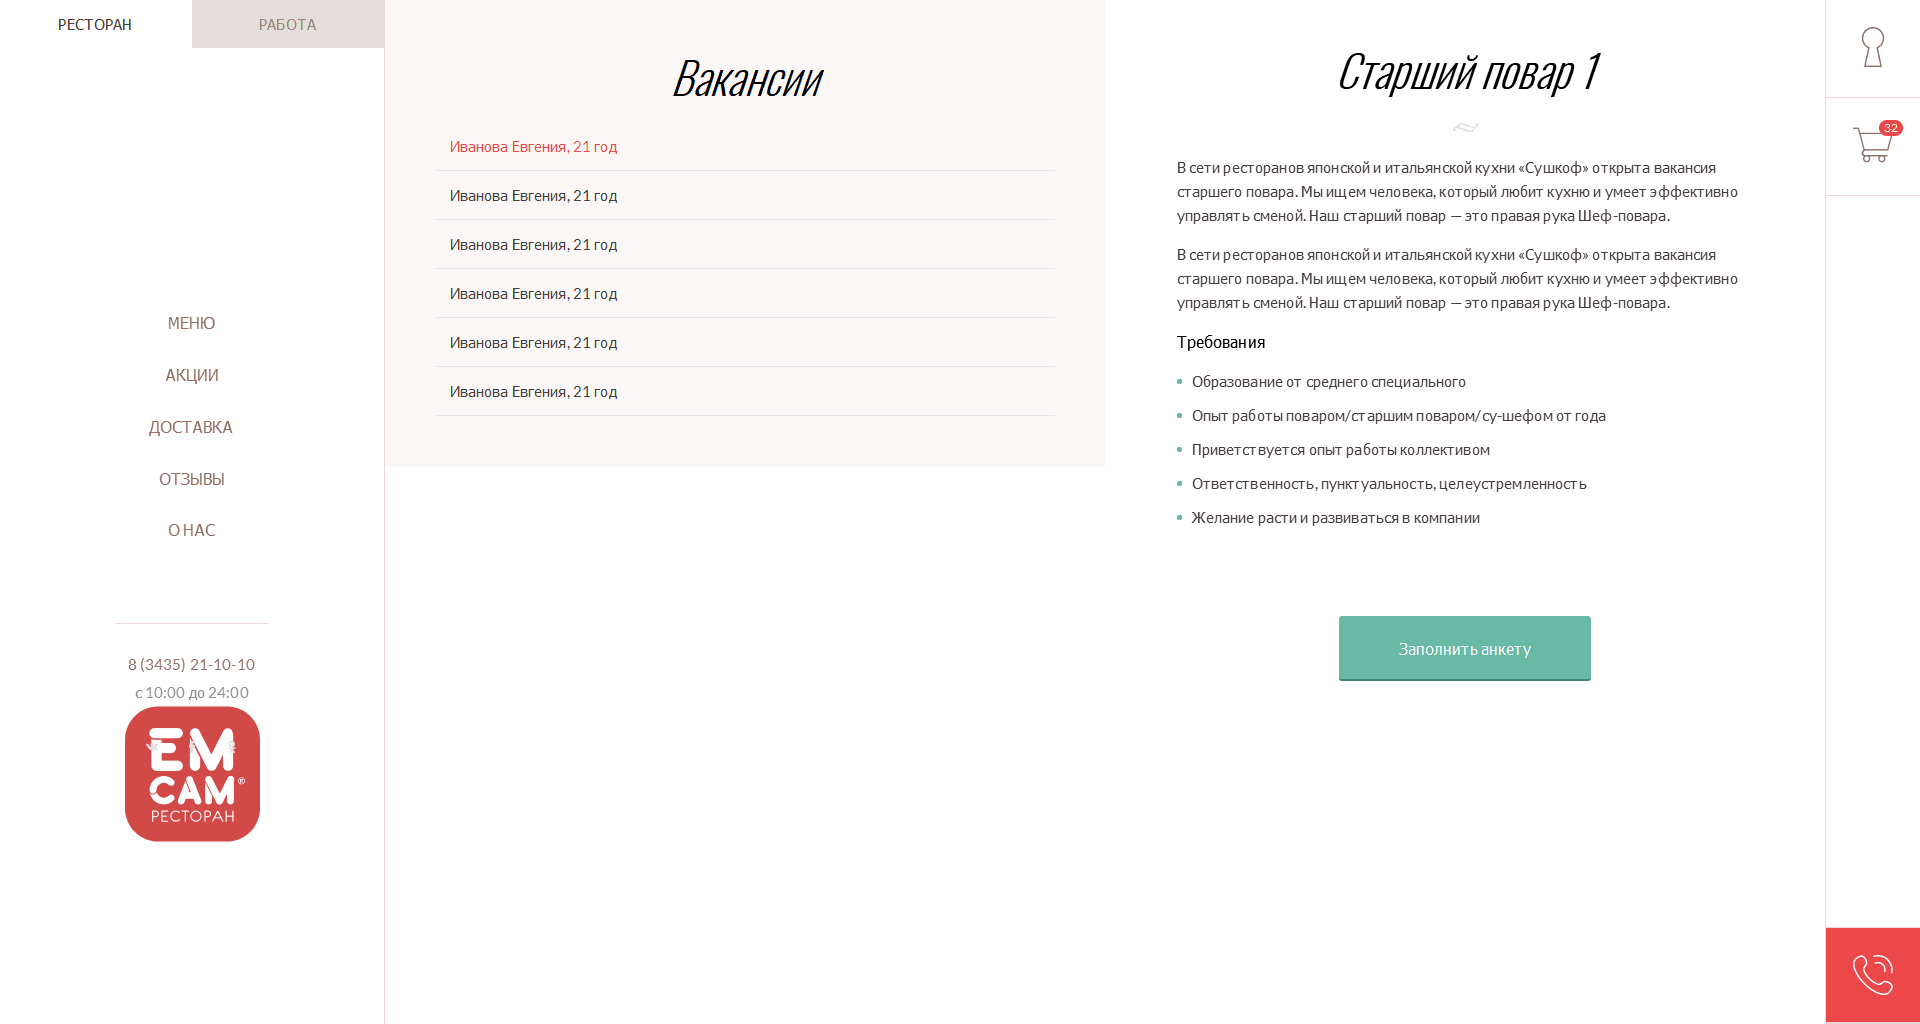 РЕСТОРАН
РАБОТА
МЕНЮ
АКЦИИ
ДОСТАВКА
ОТЗЫВЫ
О НАС
8 (3435) 21-10-10
с 10:00 до 24:00
ЕМ
САМ®
РЕСТОРАН
Вакансии
Иванова Евгения, 21 год
Иванова Евгения, 21 год
Иванова Евгения, 21 год
Иванова Евгения, 21 год
Иванова Евгения, 21 год
Иванова Евгения, 21 год
Старший повар 1
В сети ресторанов японской и итальянской кухни «Сушкоф» открыта вакансия
старшего повара. Мы ищем человека, который любит кухню и умеет эффективно
управлять сменой. Наш старший повар — это правая рука Шеф-повара.
В сети ресторанов японской и итальянской кухни «Сушкоф» открыта вакансия
старшего повара. Мы ищем человека, который любит кухню и умеет эффективно
управлять сменой. Наш старший повар — это правая рука Шеф-повара.
Требования
Образование от среднего специального
Опыт работы поваром/старшим поваром/су-шефом от года
Приветствуется опыт работы коллективом
Ответственность, пунктуальность, целеустремленность
Желание расти и развиваться в компании
Заполнить анкету
32